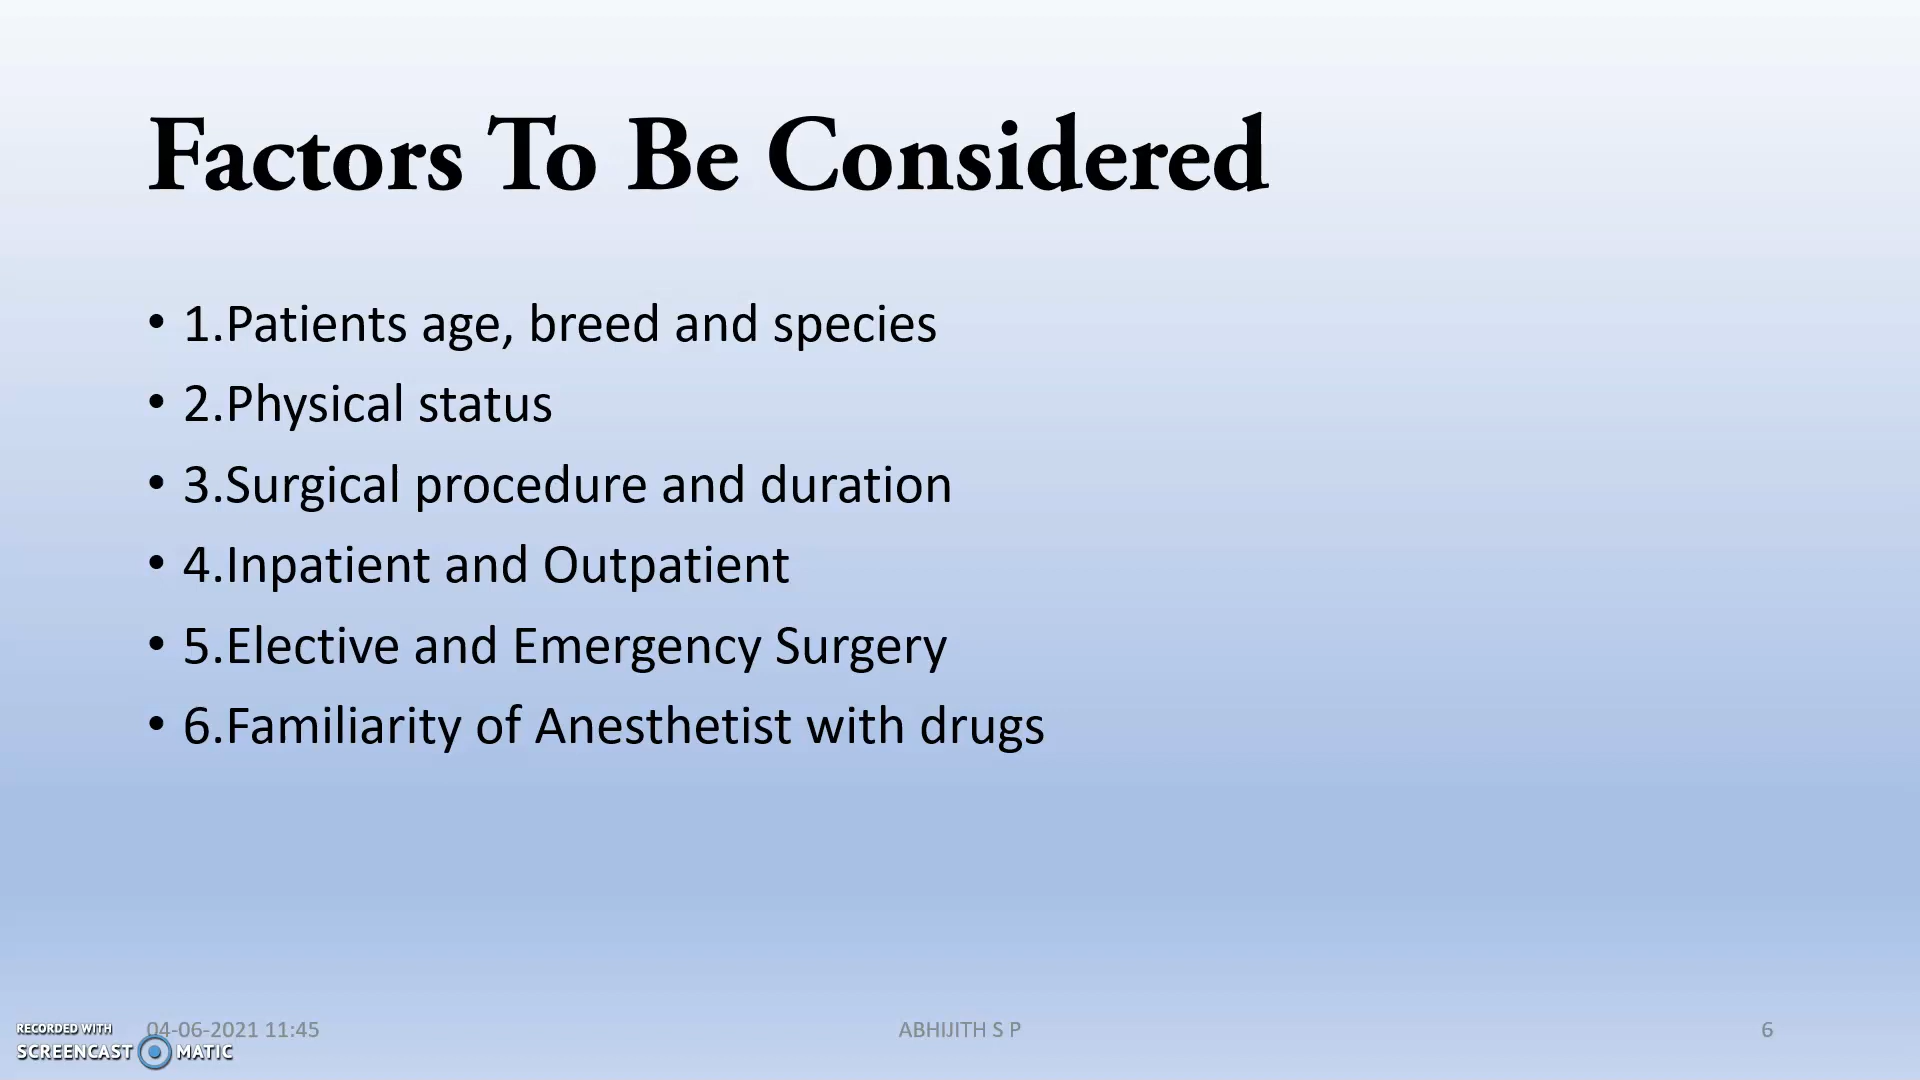 Factors To Be Considered
• 1.Patients age, breed and species
• 2.Physical status
• 3.Surgical procedure and duration
• 4.Inpatient and Outpatient
• 5.Elective and Emergency Surgery
• 6.Familiarity of Anesthetist with drugs
RECORDED WITH
SCREENCAST MATIC
04-06-2021 11:45
ABHIJITH S P
6